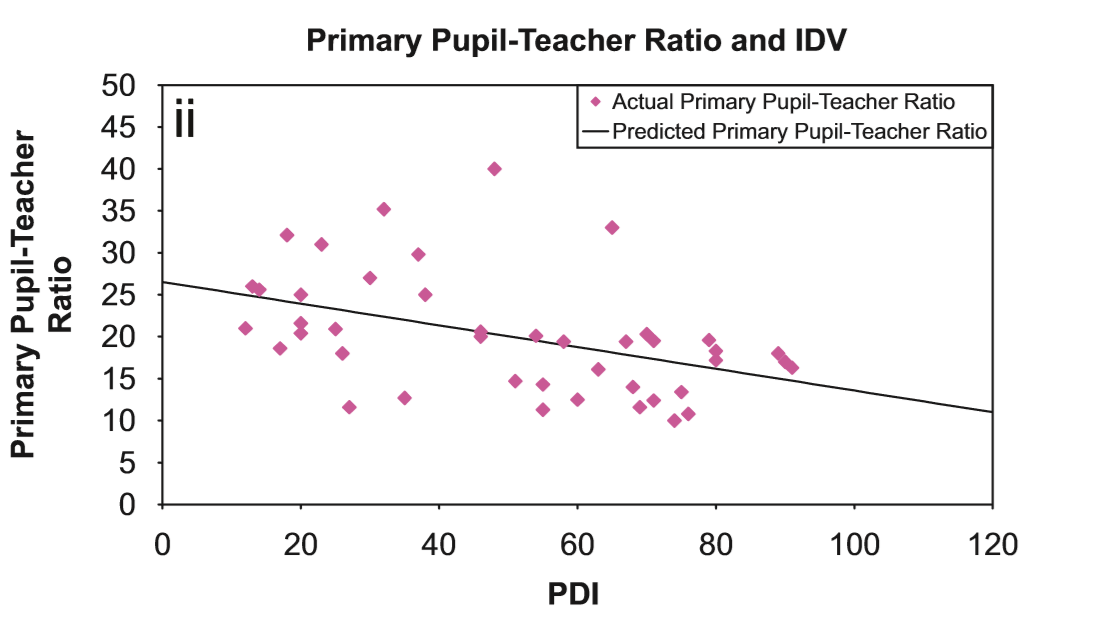 Primary Pupil-Teacher Ratio and IDV
50
45
40
35
30
25
20
15
10
5
0
ii
Actual Primary Pupil-Teacher Ratio
Predicted Primary Pupil-Teacher Ratio
Primary Pupil-Teacher
Ratio
0 20 40 60 80 100 120
PDI